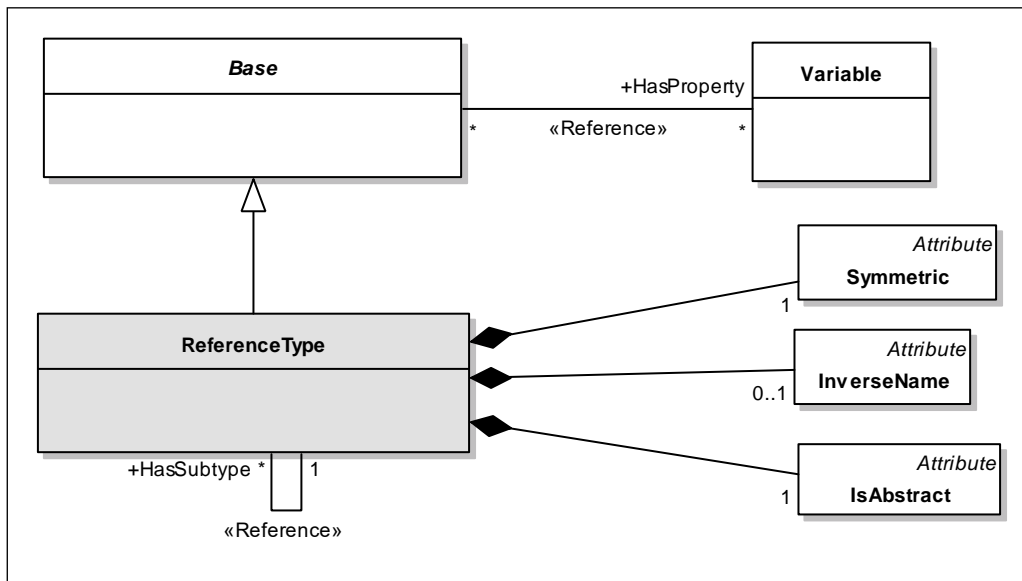 Base
Variable
+HasProperty
* «Reference» *
Attribute
Symmetric
1
ReferenceType
Attribute
InverseName
0..1
+HasSubtype * 1
Attribute
IsAbstract
1
«Reference»